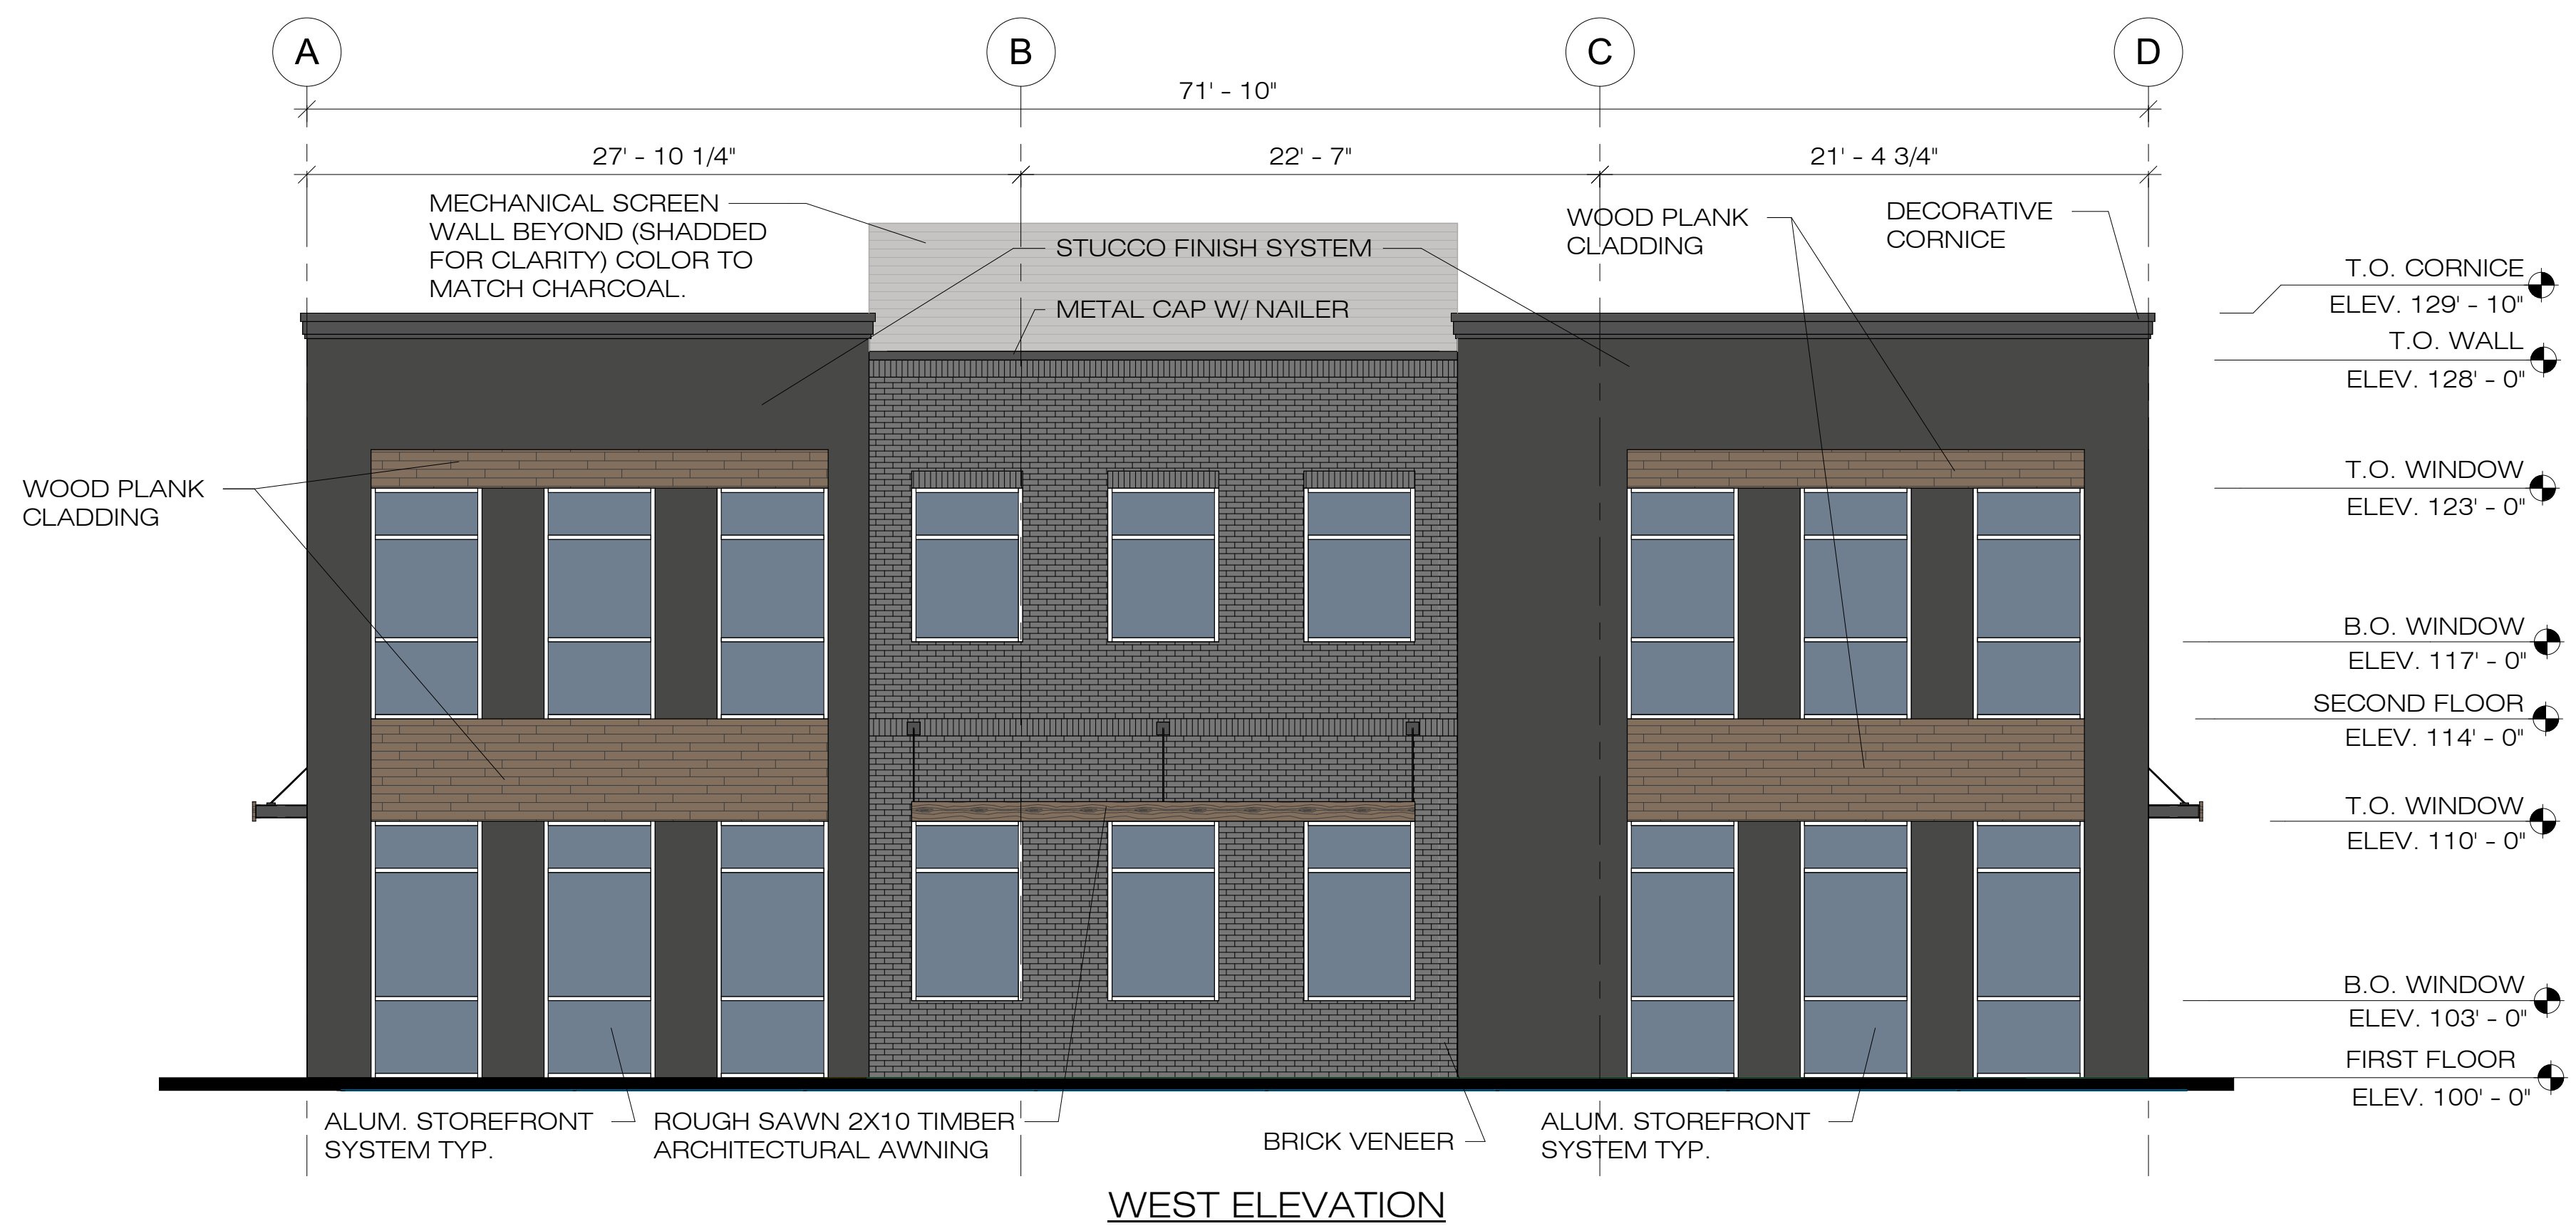 A
B
C
D
71' - 10"
27' - 10 1/4"
22' - 7"
21' - 4 3/4"
MECHANICAL SCREEN
WALL BEYOND (SHADDED
FOR CLARITY) COLOR TO
MATCH CHARCOAL.
STUCCO FINISH SYSTEM
METAL CAP W/ NAILER
WOOD PLANK
CLADDING
DECORATIVE
CORNICE
T.O. CORNICE
ELEV. 129' - 10"
T.O. WALL
ELEV. 128' - 0"
WOOD PLANK
CLADDING
T.O. WINDOW
ELEV. 123' - 0"
B.O. WINDOW
ELEV. 117' - 0"
SECOND FLOOR
ELEV. 114' - 0"
T.O. WINDOW
ELEV. 110' - 0"
B.O. WINDOW
ELEV. 103' - 0"
FIRST FLOOR
ELEV. 100' - 0"
ALUM. STOREFRONT
SYSTEM TYP.
ROUGH SAWN 2X10 TIMBER
ARCHITECTURAL AWNING
BRICK VENEER
ALUM. STOREFRONT
SYSTEM TYP.
WEST ELEVATION